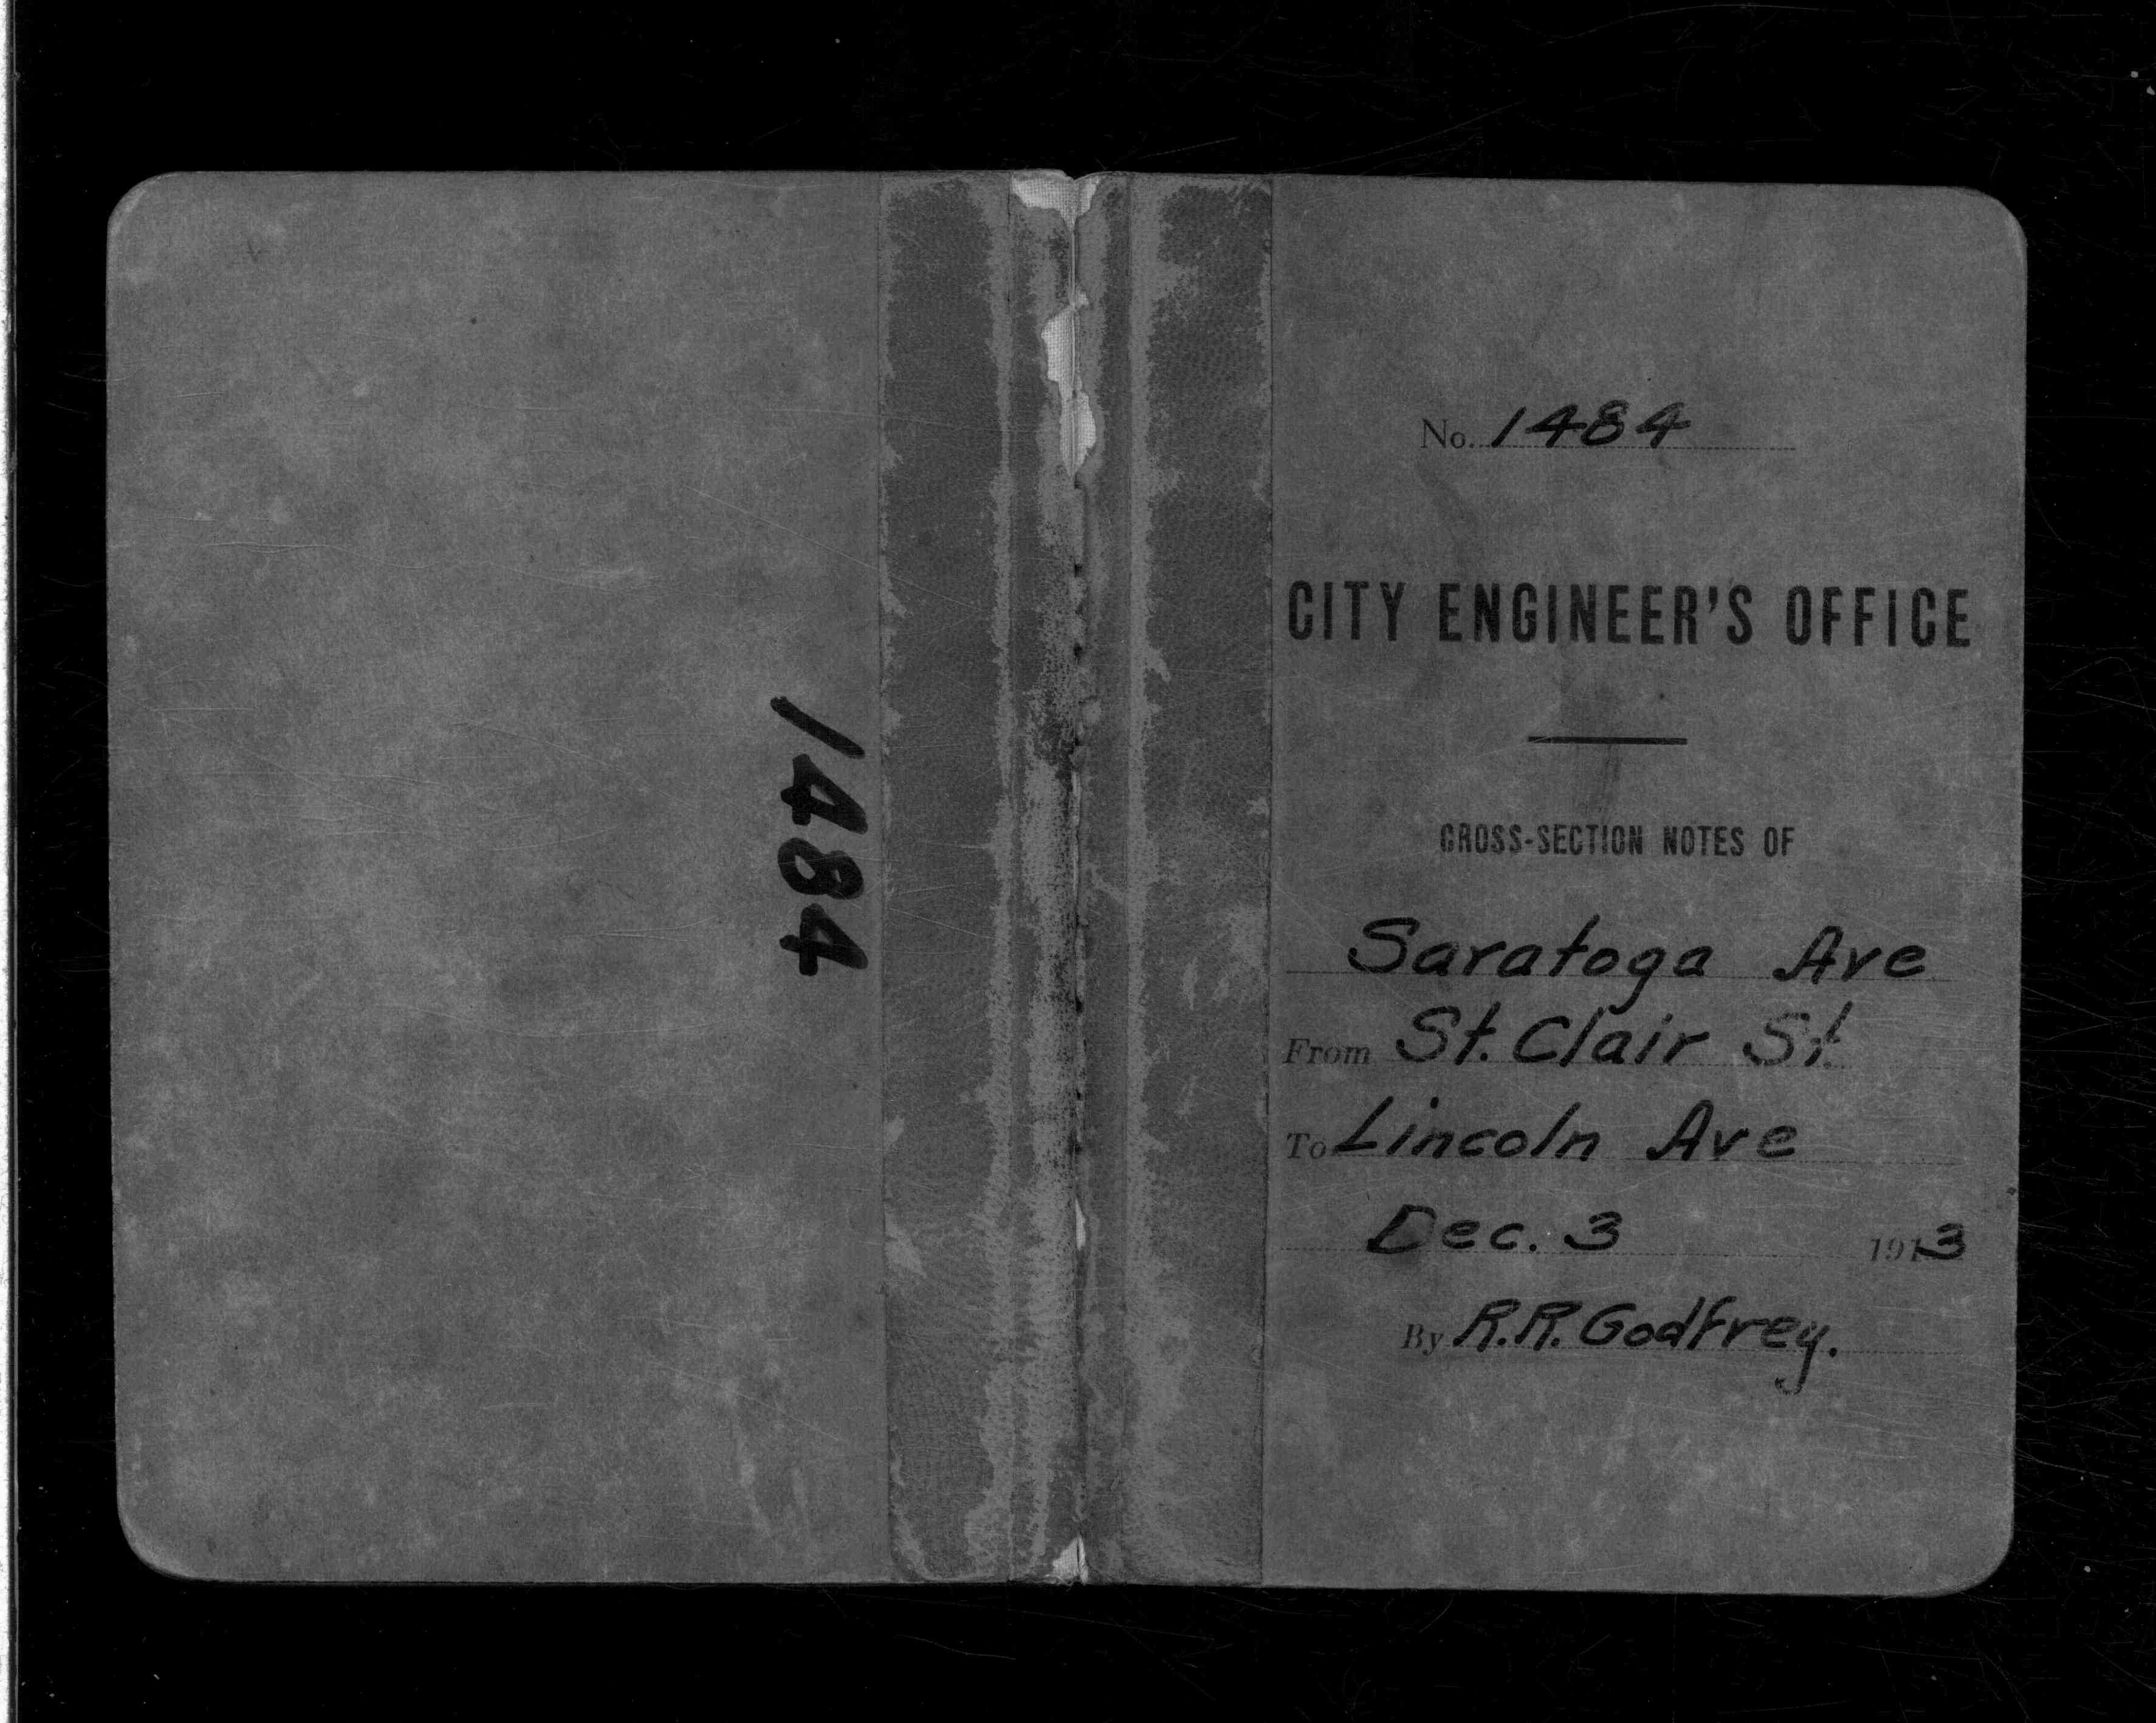 1484
No. 1484
CITY ENGINEER'S OFFICE
CROSS-SECTION NOTES OF
Saratoga Ave
From St. Clair St.
To Lincoln Ave
Dec. 3 1913
By R.R. Godfrey.